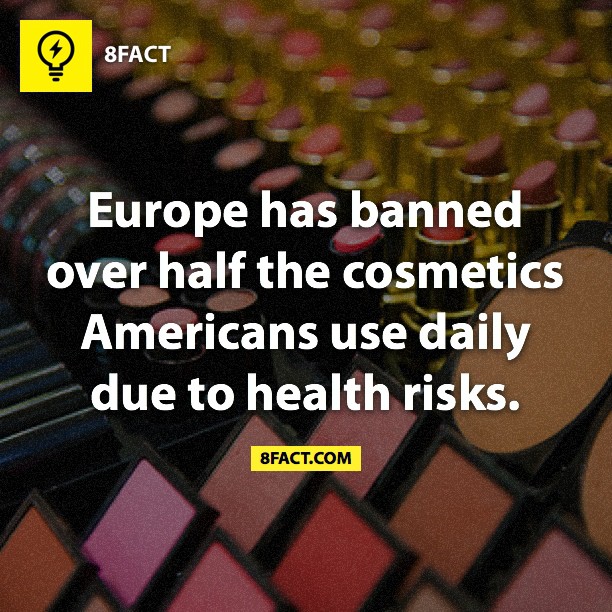 8FACT
Europe has banned
over half the cosmetics
Americans use daily
due to health risks.
8FACT.COM